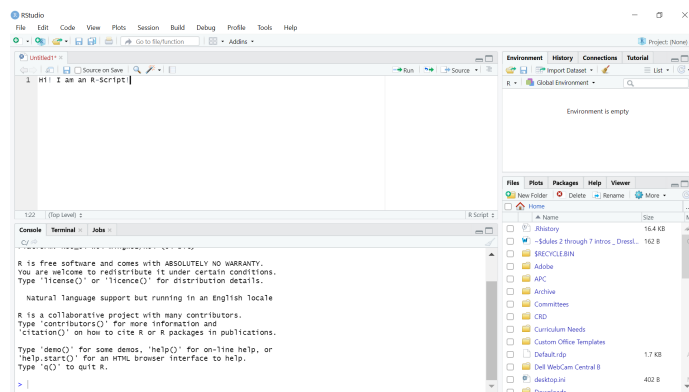 RStudio
File Edit Code View Plots Session Build Debug Profile Tools Help
Go to file/function Addins Project: (None)
Untitled1*
Source on Save Run Source
1 Hi! I am an R-Script!
1:22 (Top Level) R Script
Console Terminal Jobs
C:/
R is free software and comes with ABSOLUTELY NO WARRANTY.
You are welcome to redistribute it under certain conditions.
Type 'license()' or 'licence()' for distribution details.
Natural language support but running in an English locale
R is a collaborative project with many contributors.
Type 'contributors()' for more information and
'citation()' on how to cite R or R packages in publications.
Type 'demo()' for some demos, 'help()' for on-line help, or
'help.start()' for an HTML browser interface to help.
Type 'q()' to quit R.
>
Environment History Connections Tutorial
Import Dataset List
R Global Environment
Environment is empty
Files Plots Packages Help Viewer
New Folder Delete Rename More
Home
Name Size
.Rhistory 16.4 KB
~$dules 2 through 7 intros _ Dressl... 162 B
$RECYCLE.BIN
Adobe
APC
Archive
Committees
CRD
Curriculum Needs
Custom Office Templates
Default.rdp 1.7 KB
Dell WebCam Central B
desktop.ini 402 B